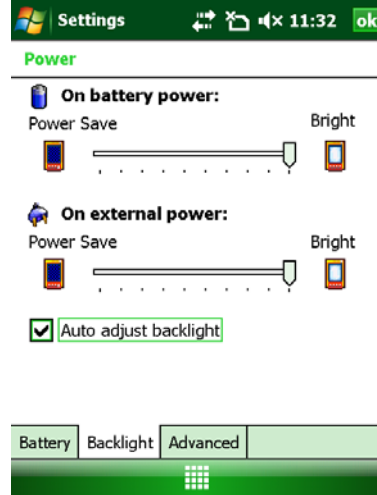 Settings 11:32 ok
Power
On battery power:
Power Save Bright
On external power:
Power Save Bright
Auto adjust backlight
Battery Backlight Advanced